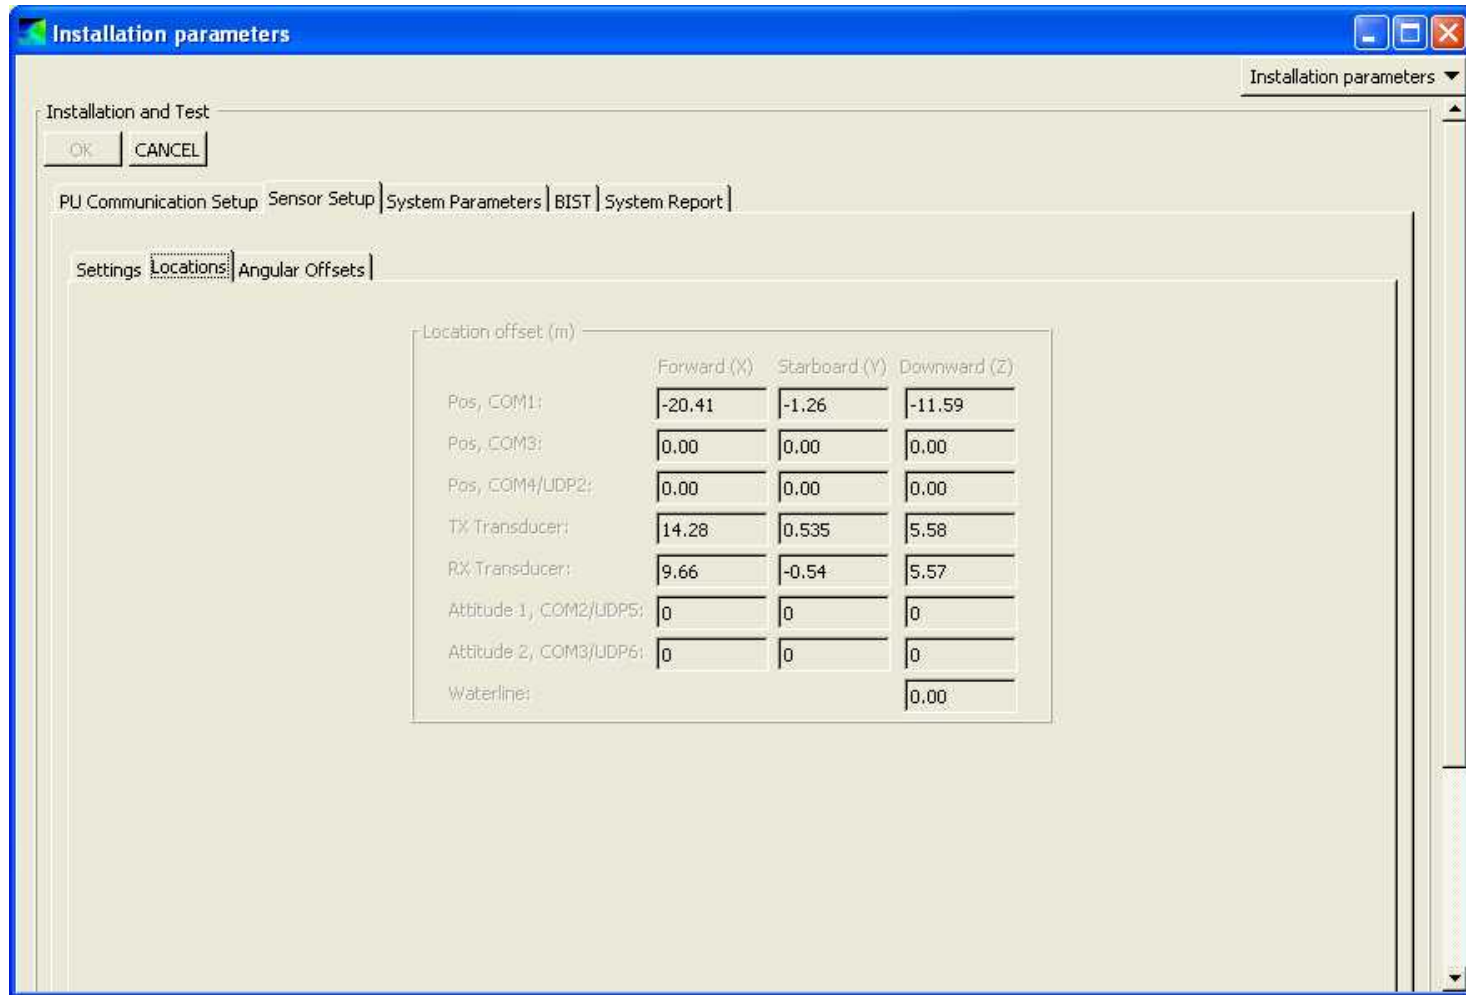 Installation parameters
Installation parameters
Installation and Test
OK CANCEL
PU Communication Setup Sensor Setup System Parameters BIST System Report
Settings Locations Angular Offsets
Location offset (m)
Forward (X) Starboard (Y) Downward (Z)
Pos, COM1: -20.41 -1.26 -11.59
Pos, COM3: 0.00 0.00 0.00
Pos, COM4/UDP2: 0.00 0.00 0.00
TX Transducer: 14.28 0.535 5.58
RX Transducer: 9.66 -0.54 5.57
Attitude 1, COM2/UDP5: 0 0 0
Attitude 2, COM3/UDP6: 0 0 0
Waterline: 0.00